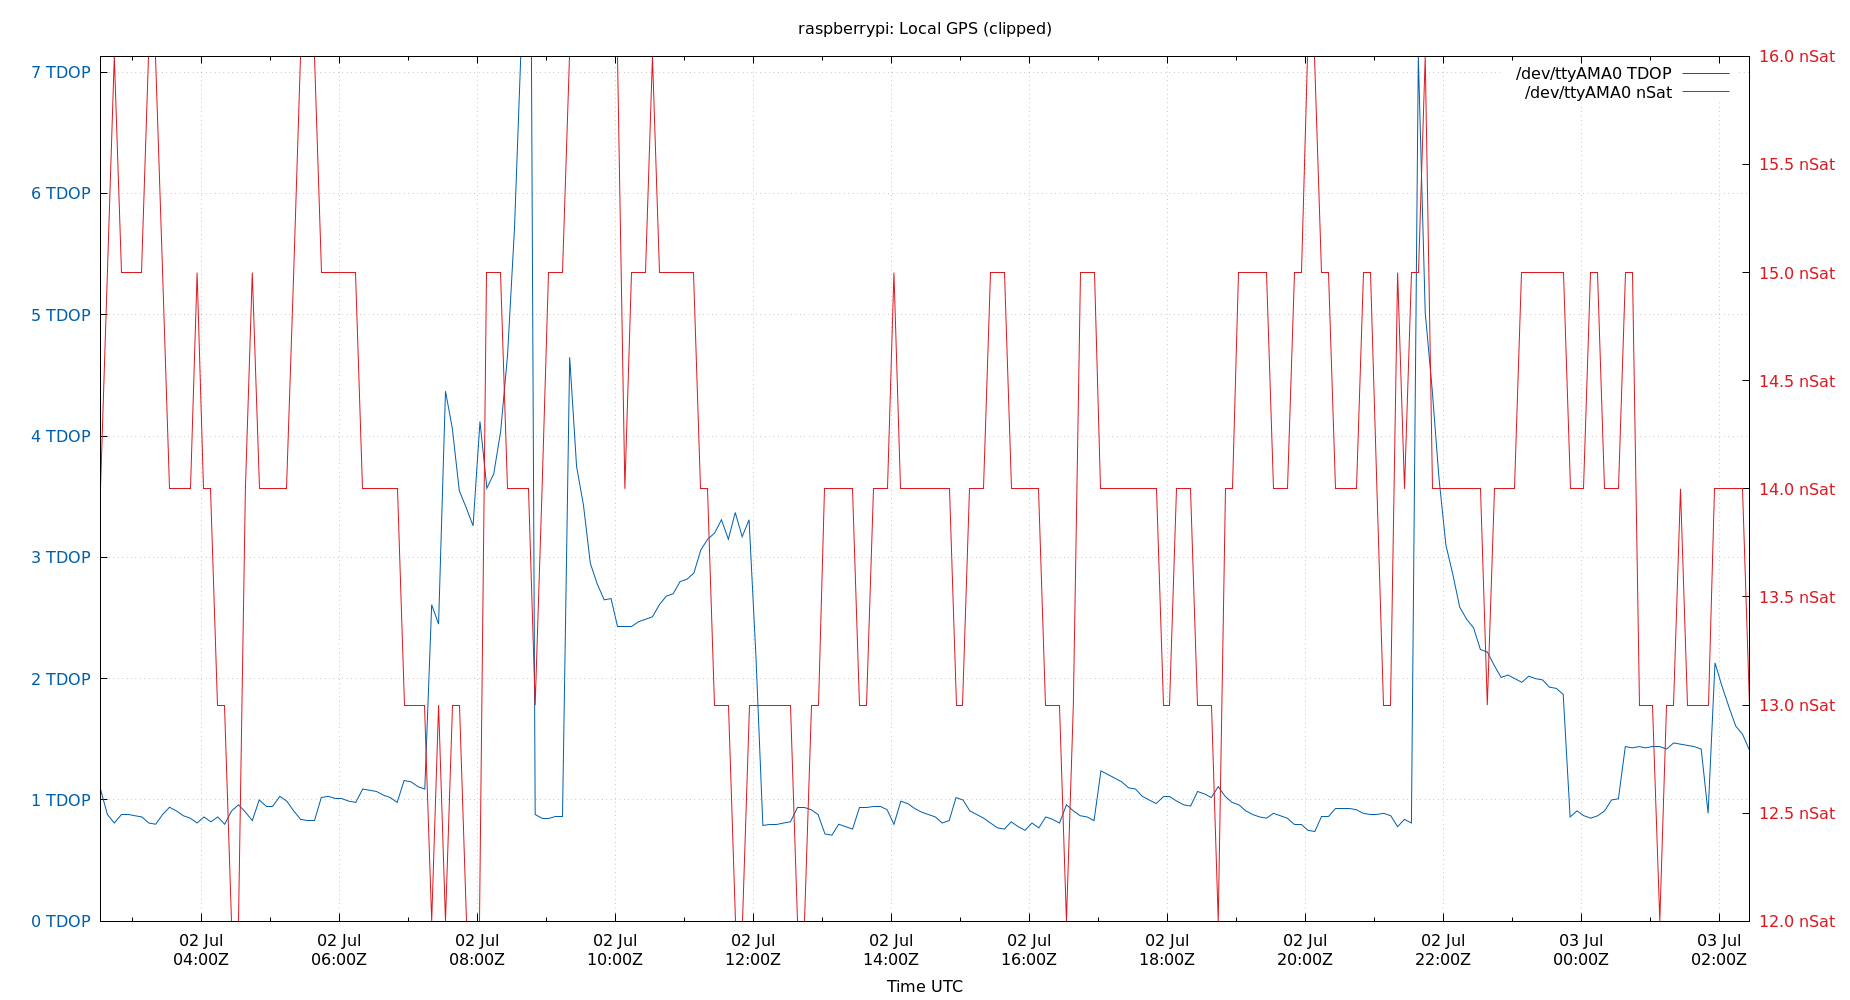 raspberrypi: Local GPS (clipped)
7 TDOP
6 TDOP
5 TDOP
4 TDOP
3 TDOP
2 TDOP
1 TDOP
0 TDOP
/dev/ttyAMA0 TDOP
/dev/ttyAMA0 nSat
16.0 nSat
15.5 nSat
15.0 nSat
14.5 nSat
14.0 nSat
13.5 nSat
13.0 nSat
12.5 nSat
12.0 nSat
02 Jul 02 Jul 02 Jul 02 Jul 02 Jul 02 Jul 02 Jul 02 Jul 02 Jul 02 Jul 03 Jul 03 Jul
04:00Z 06:00Z 08:00Z 10:00Z 12:00Z 14:00Z 16:00Z 18:00Z 20:00Z 22:00Z 00:00Z 02:00Z
Time UTC